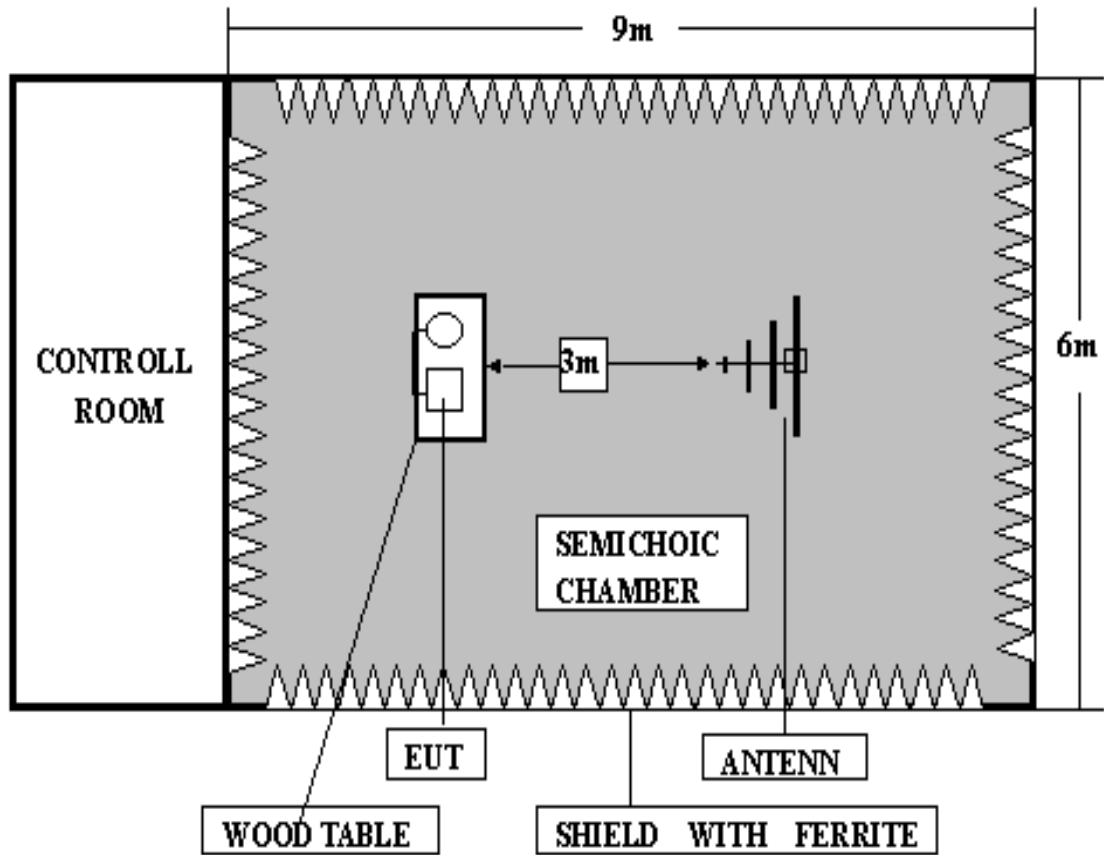 9m
CONTROLL
ROOM
3m
6m
SEMICHOIC
CHAMBER
EUT
ANTENN
WOOD TABLE
SHIELD WITH FERRITE